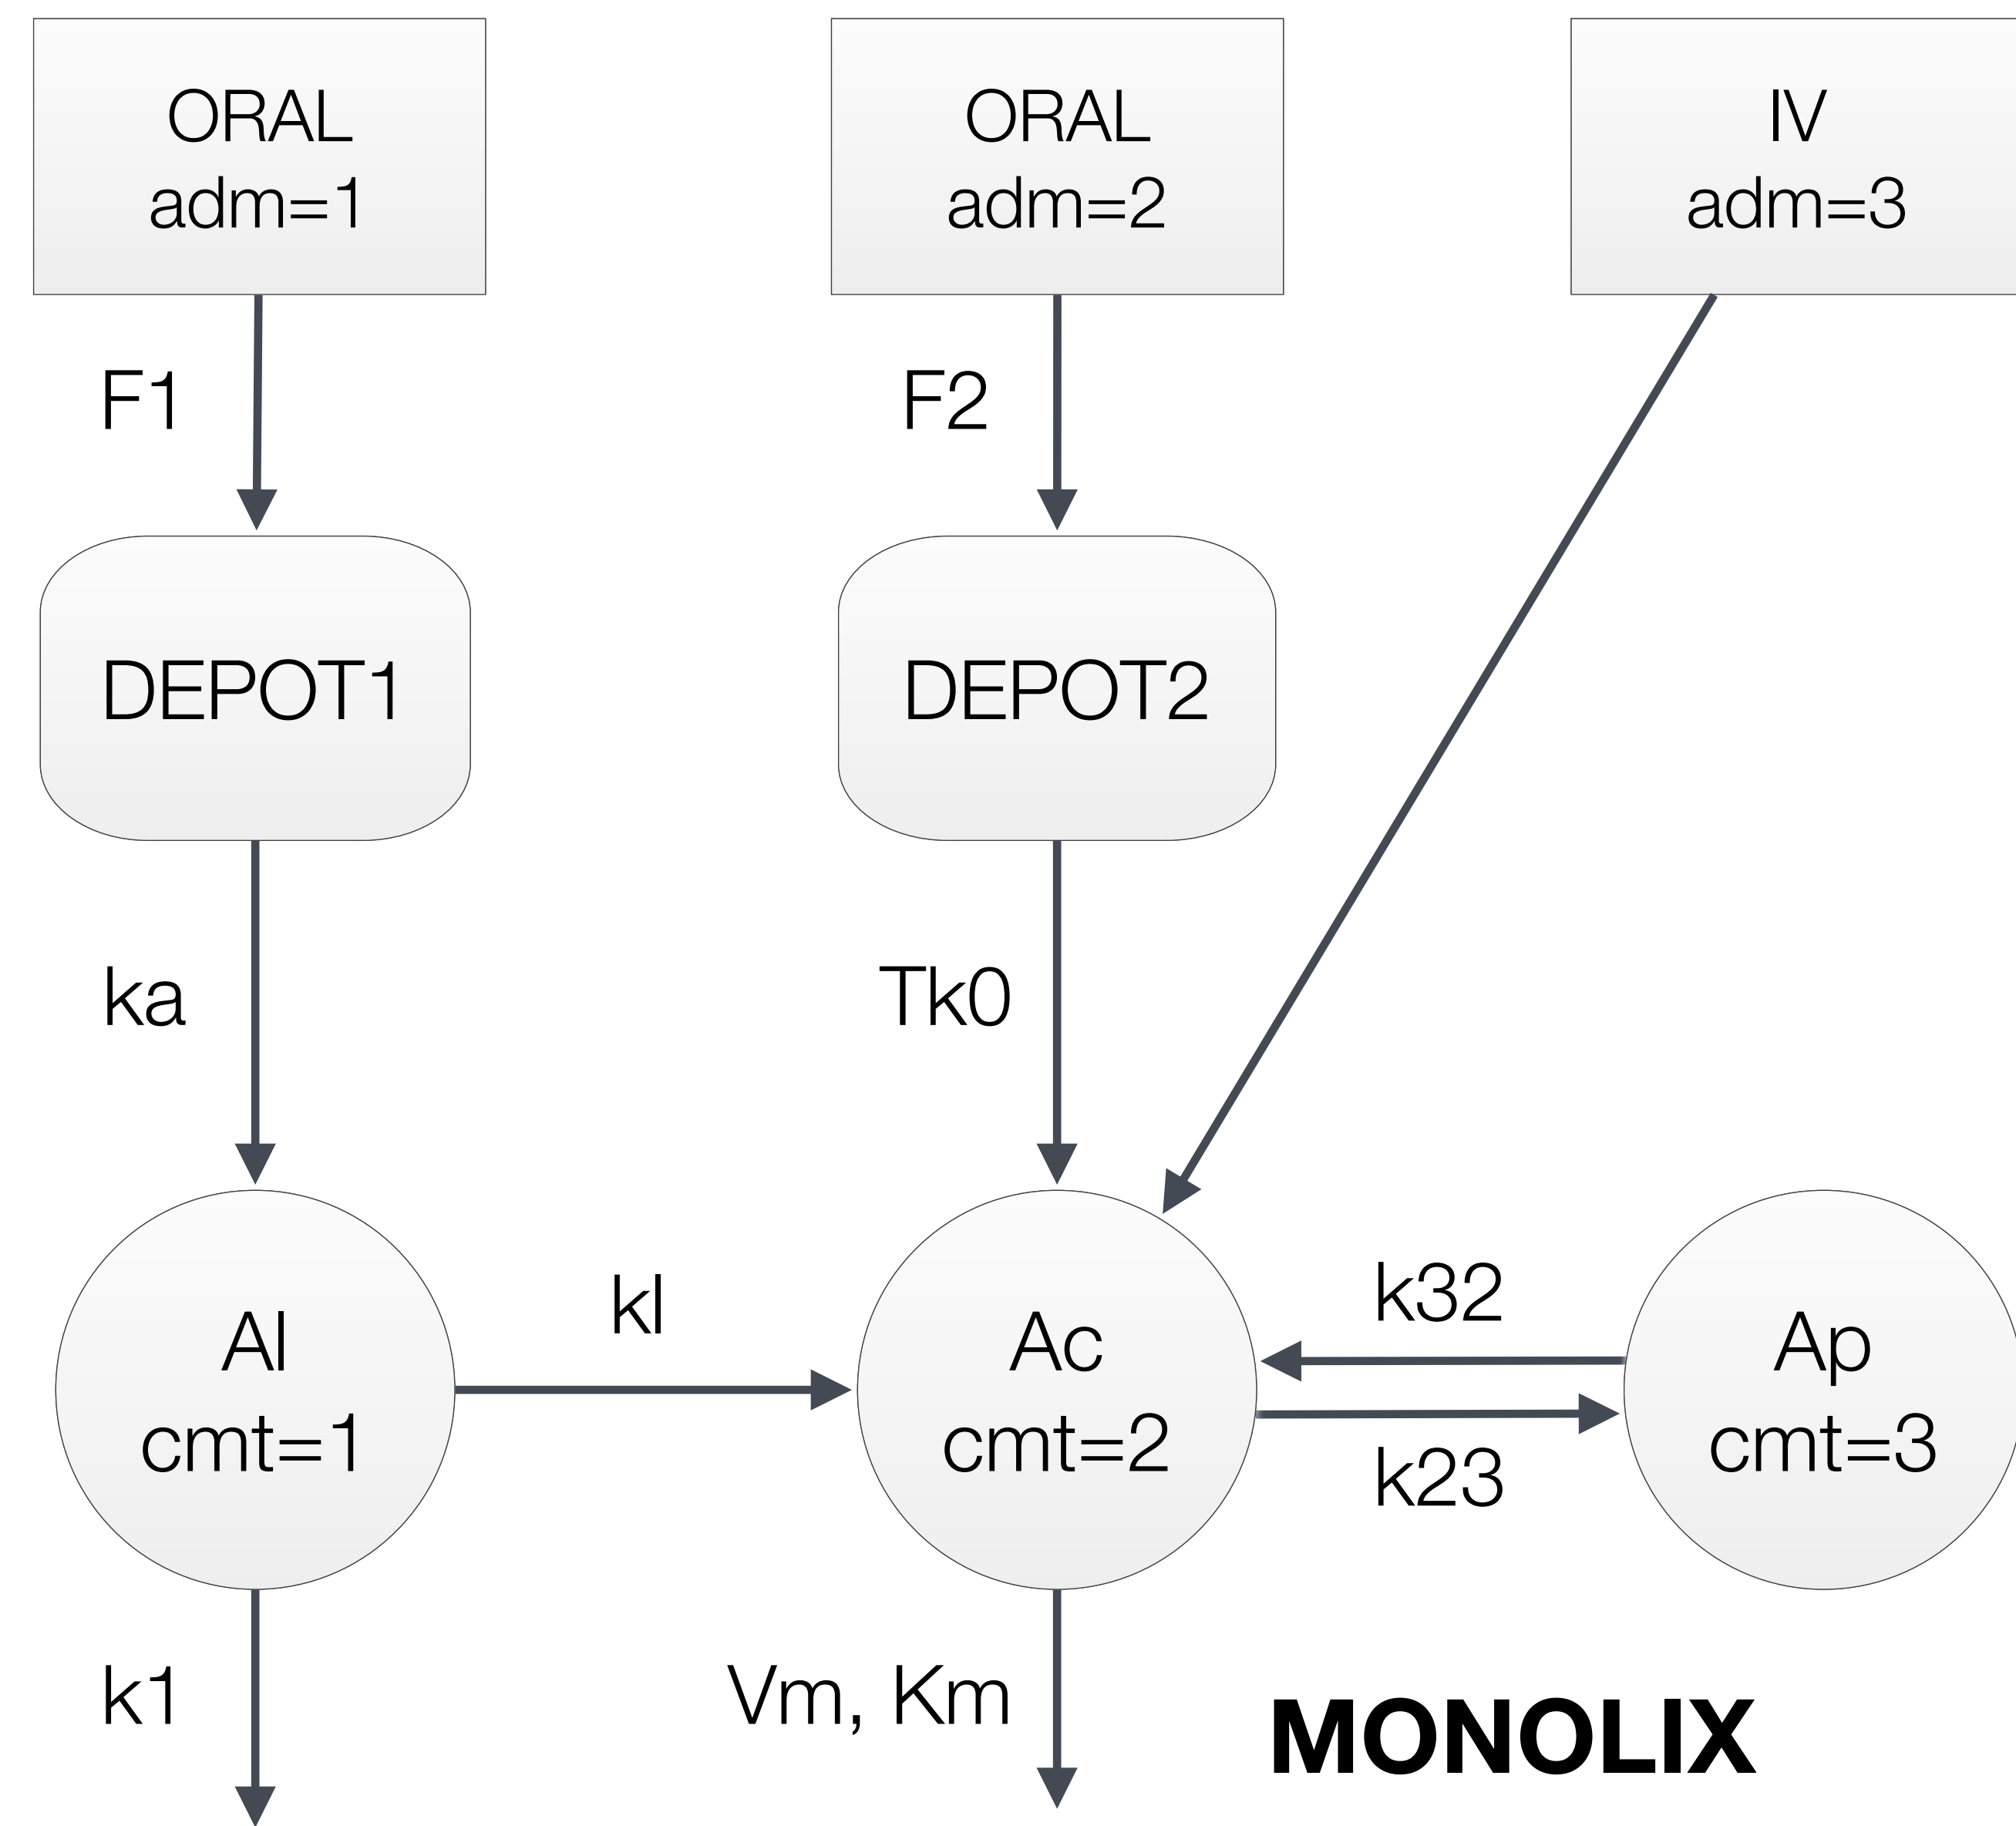 ORAL
adm=1
ORAL
adm=2
IV
adm=3
F1
F2
DEPOT1
DEPOT2
ka
Tk0
Al
cmt=1
kl
Ac
cmt=2
k32
k23
Ap
cmt=3
k1
Vm, Km
MONOLIX